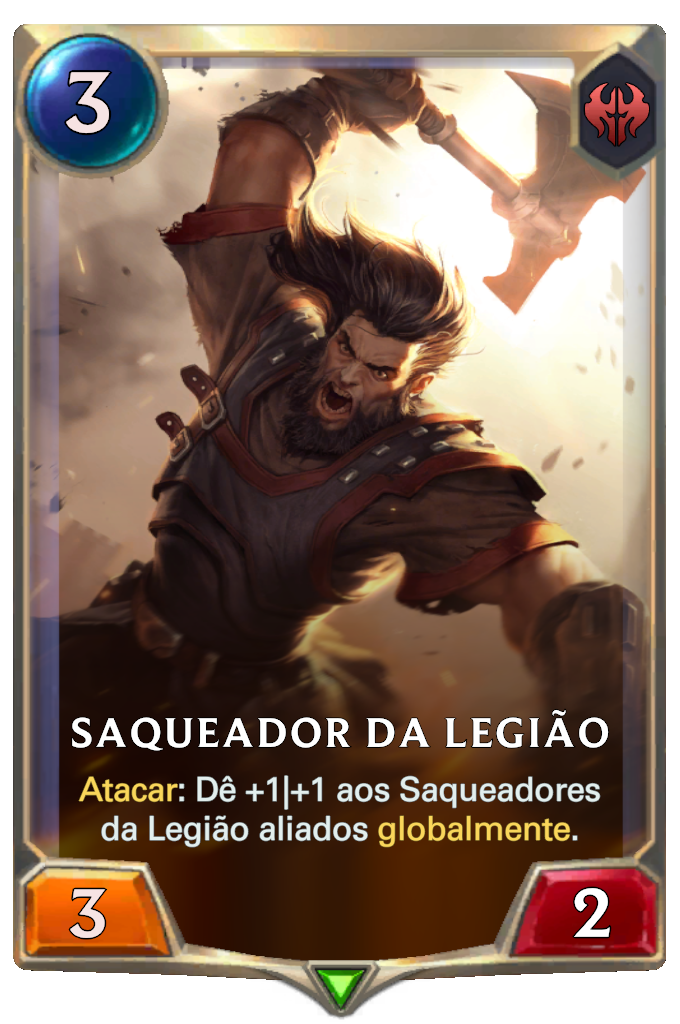 3
SAQUEADOR DA LEGIÃO
Atacar: Dê +1|+1 aos Saqueadores
da Legião aliados globalmente.
3
2